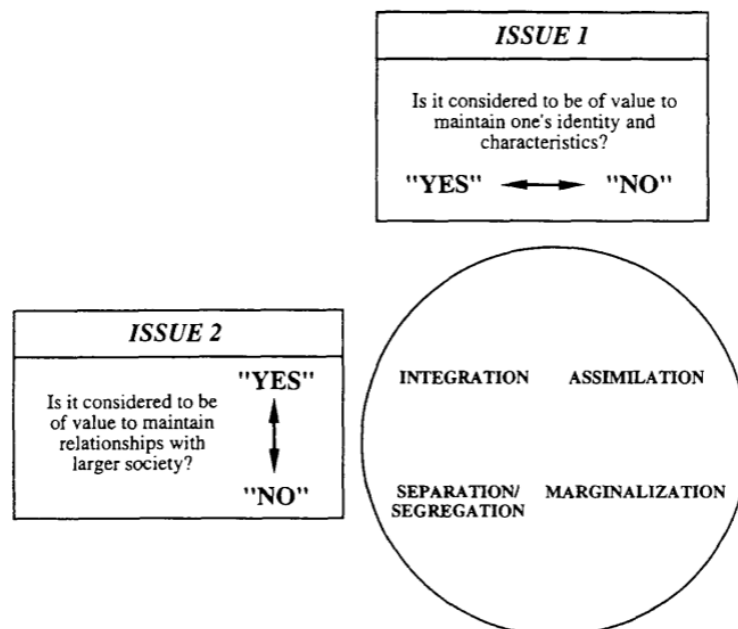 ISSUE 1
Is it considered to be of value to
maintain one's identity and
characteristics?
"YES" "NO"
ISSUE 2
"YES"
Is it considered to be
of value to maintain
relationships with
larger society?
"NO"
INTEGRATION ASSIMILATION
SEPARATION/
SEGREGATION
MARGINALIZATION